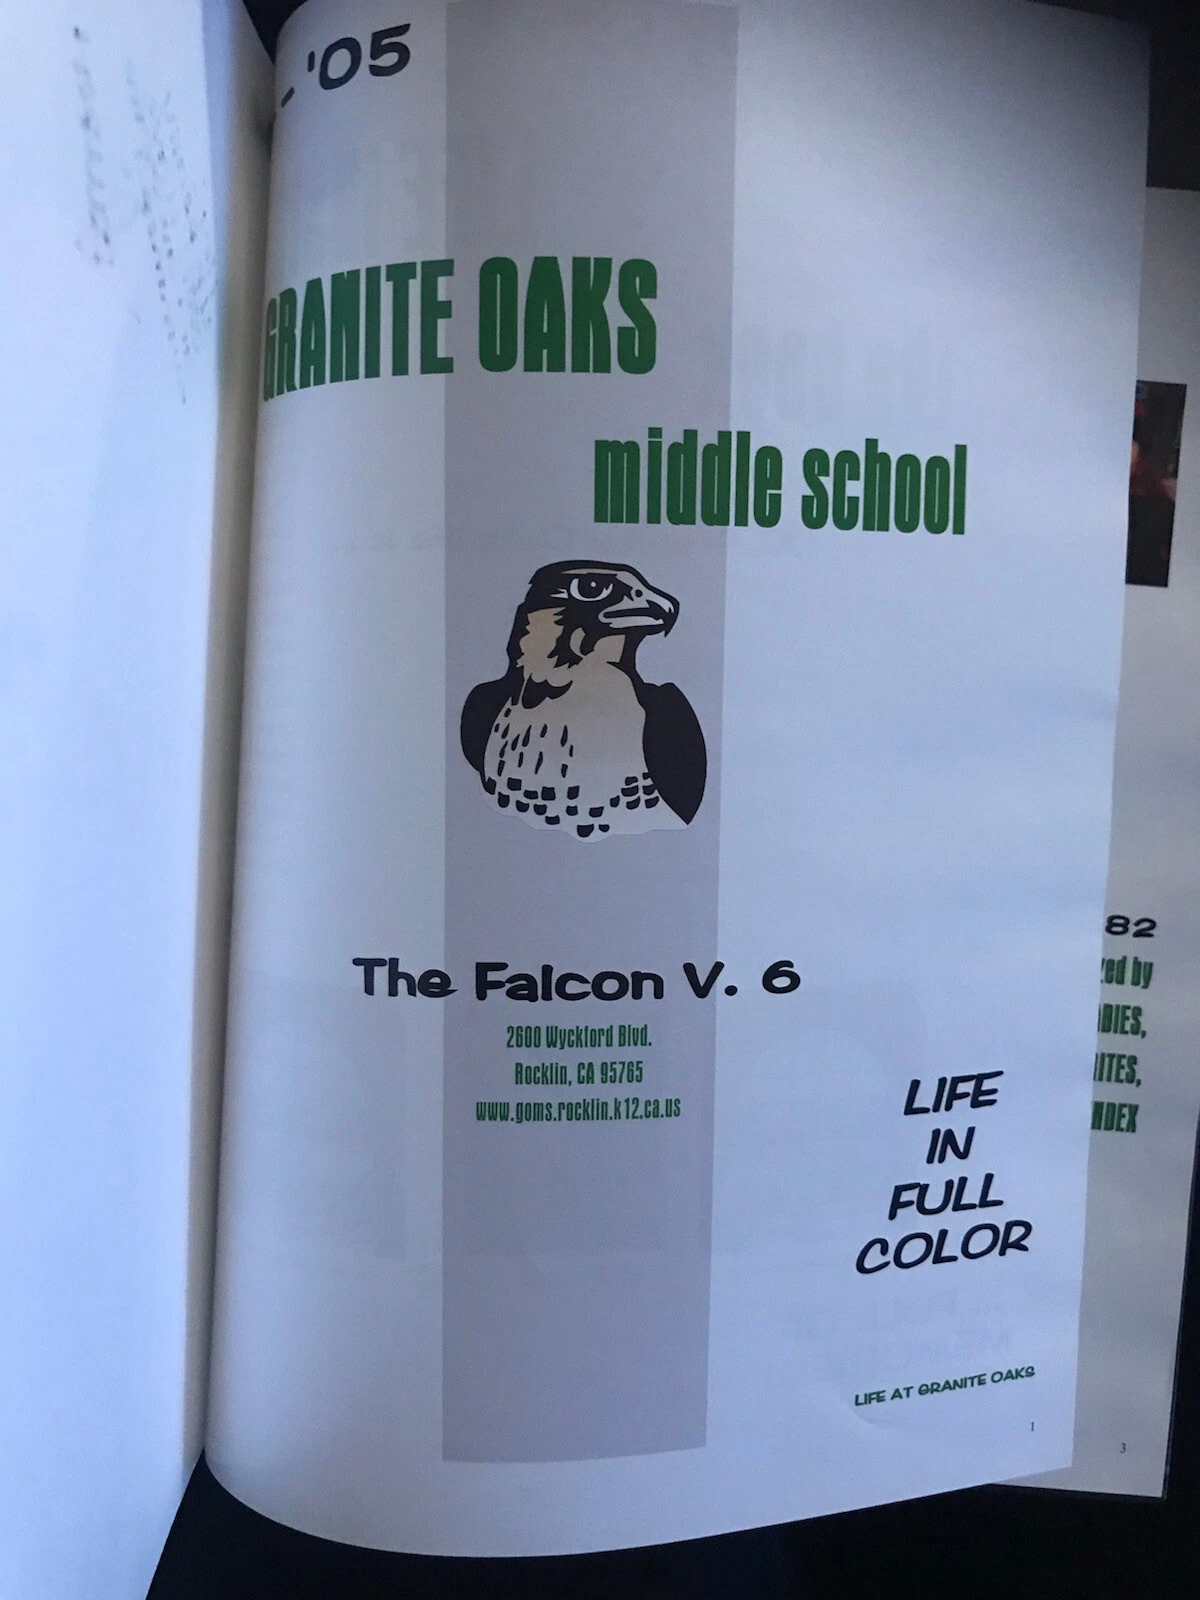 - '05
GRANITE OAKS
middle school
The Falcon V. 6
2600 Wyckford Blvd.
Rocklin, CA 95765
www.goms.rocklin.k12.ca.us
LIFE
IN
FULL
COLOR
LIFE AT GRANITE OAKS
1
82
by
3